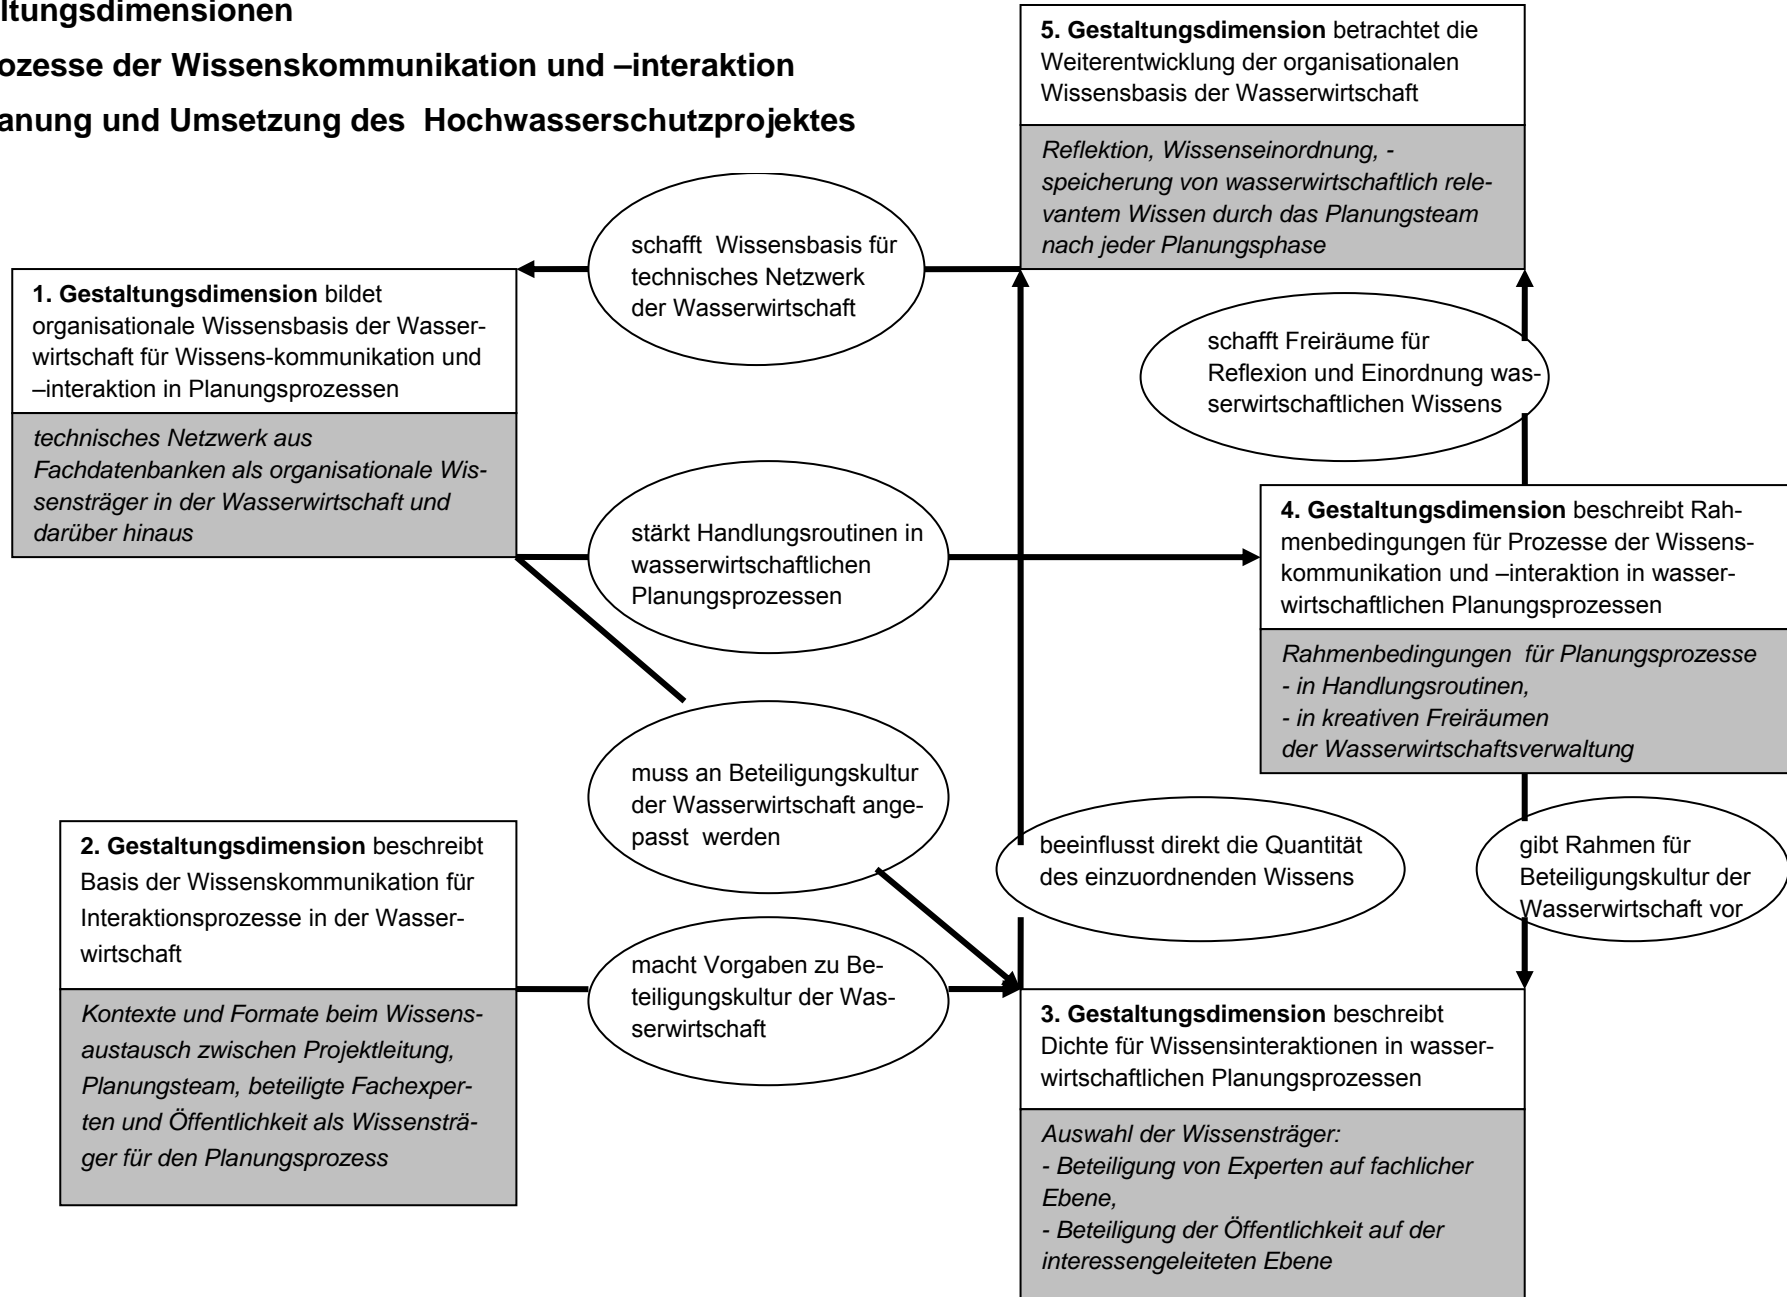 ltungsdimensionen
ozesse der Wissenskommunikation und –interaktion
anung und Umsetzung des Hochwasserschutzprojektes
5. Gestaltungsdimension betrachtet die
Weiterentwicklung der organisationalen
Wissensbasis der Wasserwirtschaft
Reflektion, Wissenseinordnung, -
speicherung von wasserwirtschaftlich rele-
vantem Wissen durch das Planungsteam
nach jeder Planungsphase
schafft Wissensbasis für
technisches Netzwerk
der Wasserwirtschaft
1. Gestaltungsdimension bildet
organisationale Wissensbasis der Wasser-
wirtschaft für Wissens-kommunikation und
–interaktion in Planungsprozessen
technisches Netzwerk aus
Fachdatenbanken als organisationale Wis-
sensträger in der Wasserwirtschaft und
darüber hinaus
schafft Freiräume für
Reflexion und Einordnung was-
serwirtschaftlichen Wissens
stärkt Handlungsroutinen in
wasserwirtschaftlichen
Planungsprozessen
4. Gestaltungsdimension beschreibt Rah-
menbedingungen für Prozesse der Wissens-
kommunikation und –interaktion in wasser-
wirtschaftlichen Planungsprozessen
Rahmenbedingungen für Planungsprozesse
- in Handlungsroutinen,
- in kreativen Freiräumen
der Wasserwirtschaftsverwaltung
muss an Beteiligungskultur
der Wasserwirtschaft ange-
passt werden
beeinflusst direkt die Quantität
des einzuordnenden Wissens
gibt Rahmen für
Beteiligungskultur der
Wasserwirtschaft vor
2. Gestaltungsdimension beschreibt
Basis der Wissenskommunikation für
Interaktionsprozesse in der Wasser-
wirtschaft
Kontexte und Formate beim Wissens-
austausch zwischen Projektleitung,
Planungsteam, beteiligte Fachexper-
ten und Öffentlichkeit als Wissensträ-
ger für den Planungsprozess
macht Vorgaben zu Be-
teiligungskultur der Was-
serwirtschaft
3. Gestaltungsdimension beschreibt
Dichte für Wissensinteraktionen in wasser-
wirtschaftlichen Planungsprozessen
Auswahl der Wissensträger:
- Beteiligung von Experten auf fachlicher
Ebene,
- Beteiligung der Öffentlichkeit auf der
interessengeleiteten Ebene